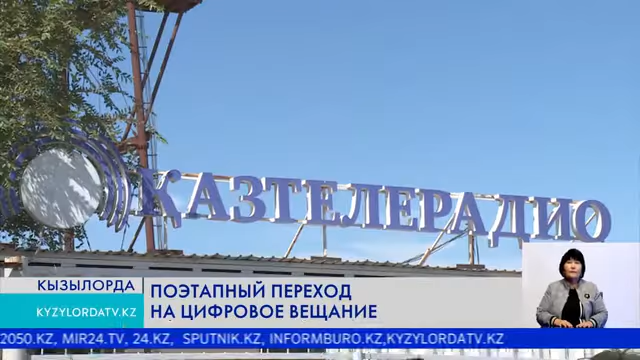 ҚАЗТЕЛЕРАДИО
КЫЗЫЛОРДА
KYZYLORDATV.KZ
ПОЭТАПНЫЙ ПЕРЕХОД
НА ЦИФРОВОЕ ВЕЩАНИЕ
2050.KZ, MIR24.TV, 24.KZ, SPUTNIK.KZ, INFORMBURO.KZ,KYZYLORDATV.KZ